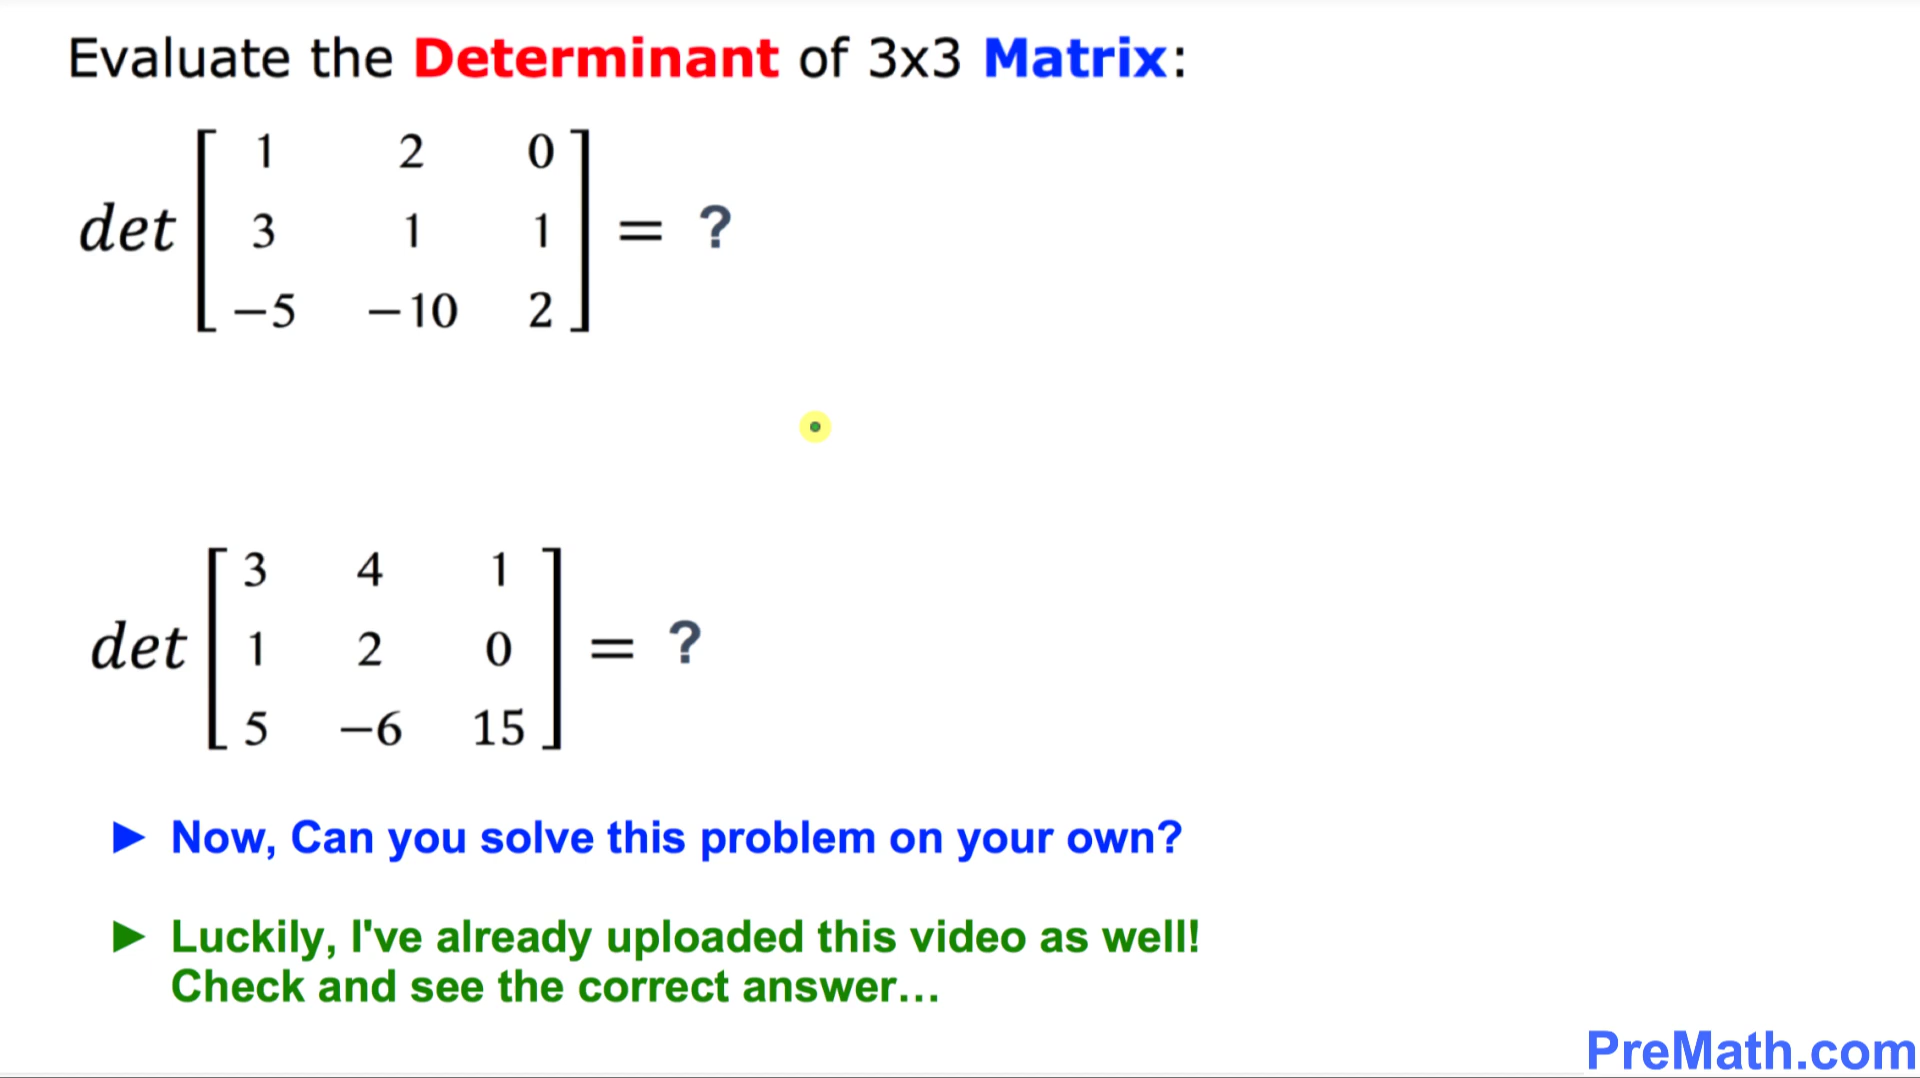 Evaluate the Determinant of 3x3 Matrix:
1 2 0
det 3 1 1 = ?
−5 −10 2
3 4 1
det 1 2 0 = ?
5 −6 15
► Now, Can you solve this problem on your own?
► Luckily, I've already uploaded this video as well!
Check and see the correct answer...
PreMath.com